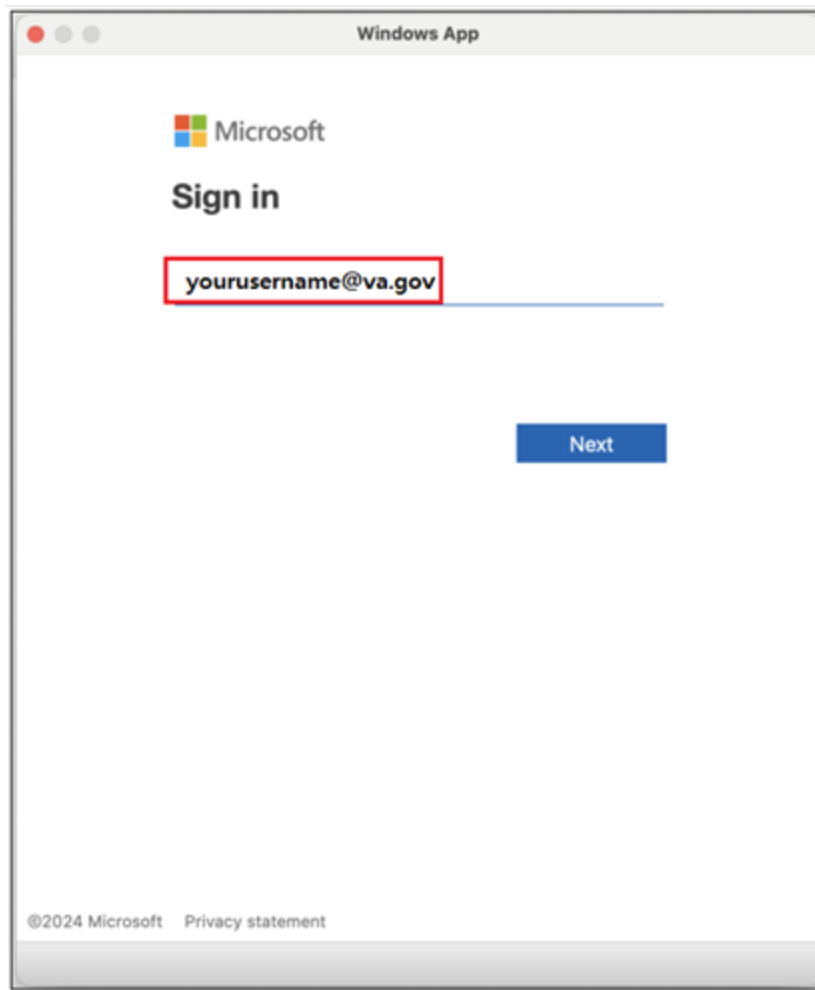 Windows App
Microsoft
Sign in
yourusername@va.gov
Next
©2024 Microsoft Privacy statement